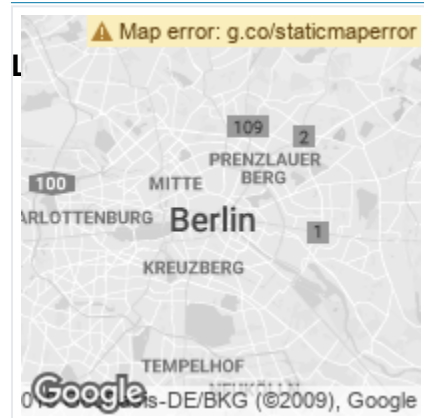 Map error: g.co/staticmaperror
L
109
2
PRENZLAUER
BERG
100
MITTE
ARLOTTENBURG
Berlin
1
KREUZBERG
TEMPELHOF
Google
is-DE/BKG (©2009), Google